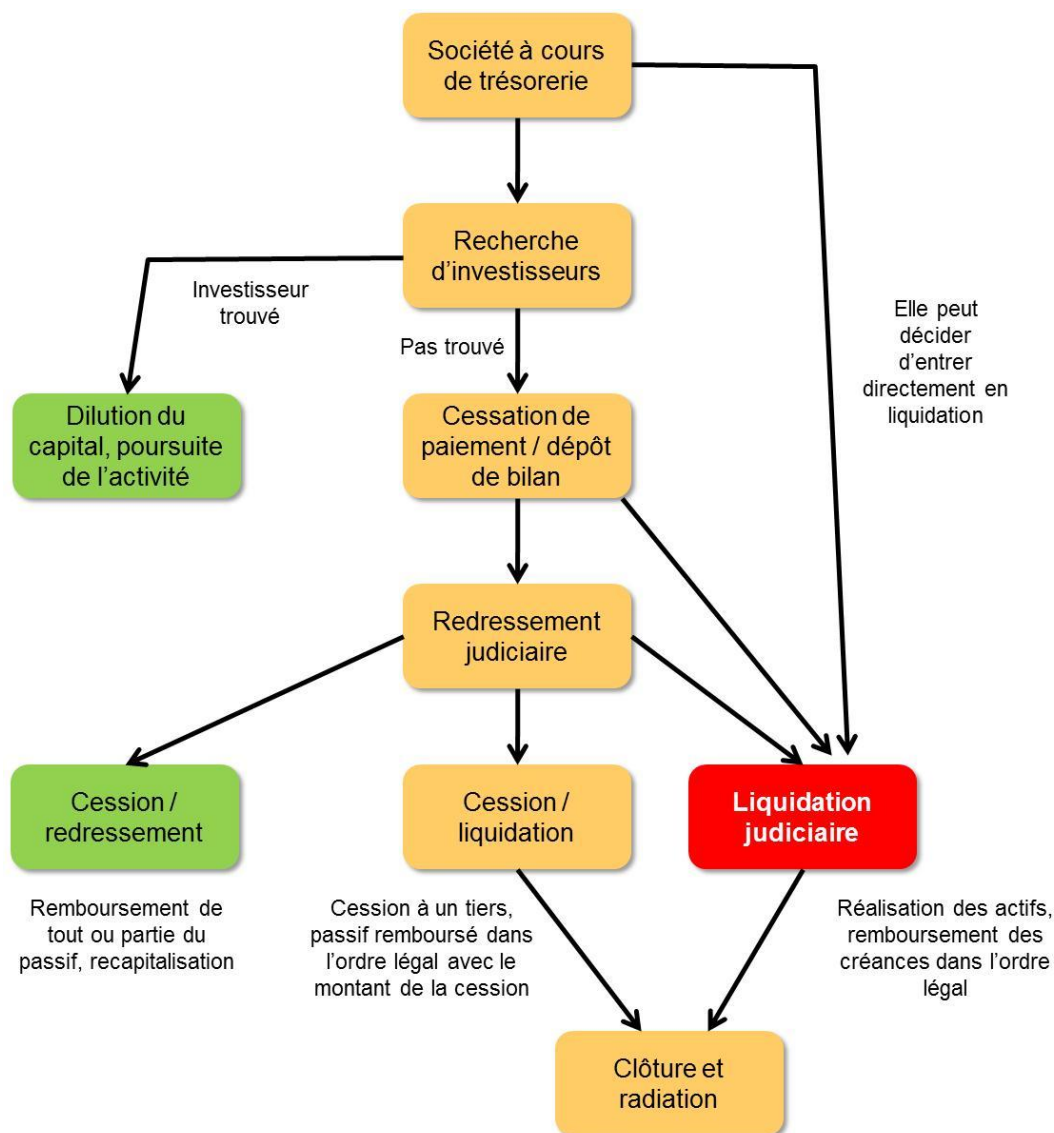 Société à cours
de trésorerie
Recherche
d’investisseurs
Investisseur
trouvé
Pas trouvé
Elle peut
décider
d’entrer
directement en
liquidation
Dilution du
capital, poursuite
de l’activité
Cessation de
paiement / dépôt
de bilan
Redressement
judiciaire
Cession /
redressement
Cession /
liquidation
Liquidation
judiciaire
Remboursement de
tout ou partie du
passif, recapitalisation
Cession à un tiers,
passif remboursé dans
l’ordre légal avec le
montant de la cession
Réalisation des actifs,
remboursement des
créances dans l’ordre
légal
Clôture et
radiation